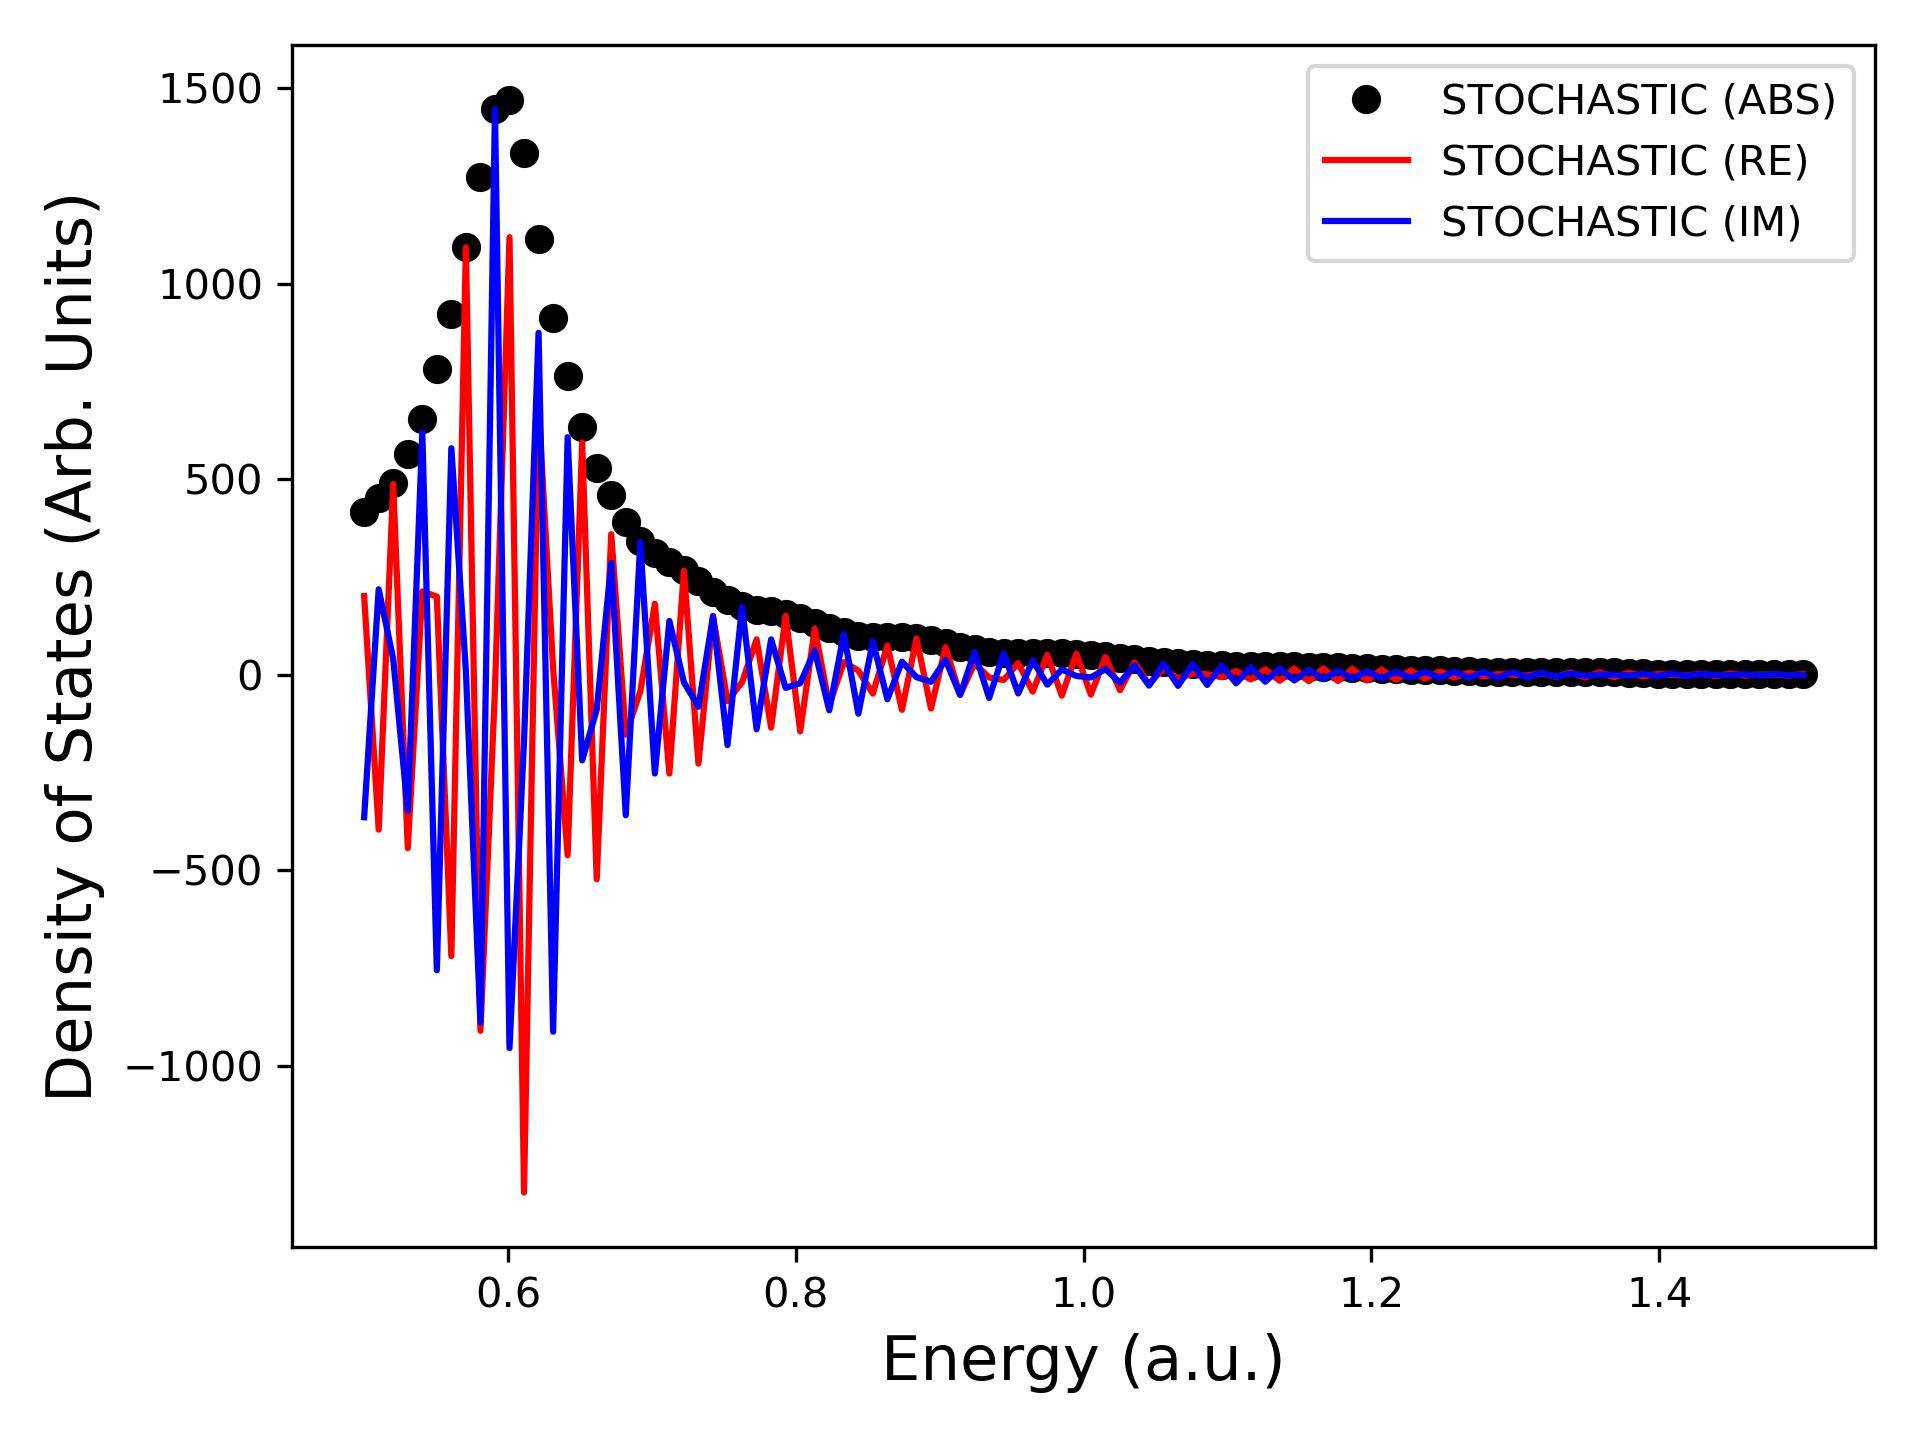 Density of States (Arb. Units)
1500
1000
500
0
−500
−1000
STOCHASTIC (ABS)
STOCHASTIC (RE)
STOCHASTIC (IM)
0.6 0.8 1.0 1.2 1.4
Energy (a.u.)